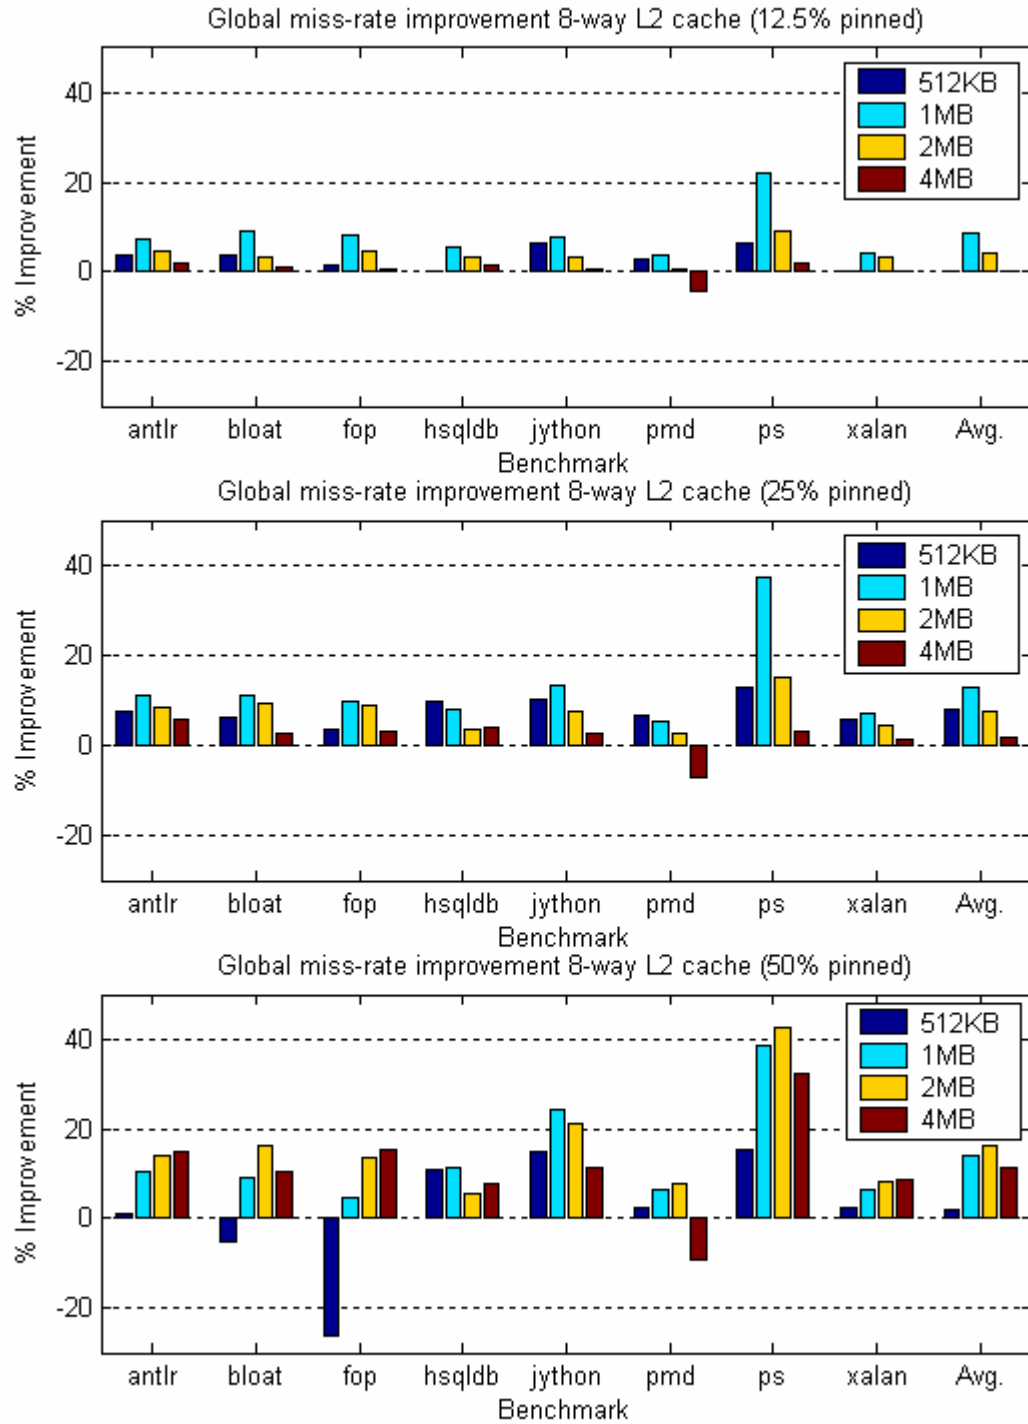 Global miss-rate improvement 8-way L2 cache (12.5% pinned)
512KB
1MB
2MB
4MB
% Improvement
40
20
0
-20
antlr bloat fop hsqldb jython pmd ps xalan Avg.
Benchmark
Global miss-rate improvement 8-way L2 cache (25% pinned)
512KB
1MB
2MB
4MB
% Improvement
40
20
0
-20
antlr bloat fop hsqldb jython pmd ps xalan Avg.
Benchmark
Global miss-rate improvement 8-way L2 cache (50% pinned)
512KB
1MB
2MB
4MB
% Improvement
40
20
0
-20
antlr bloat fop hsqldb jython pmd ps xalan Avg.
Benchmark